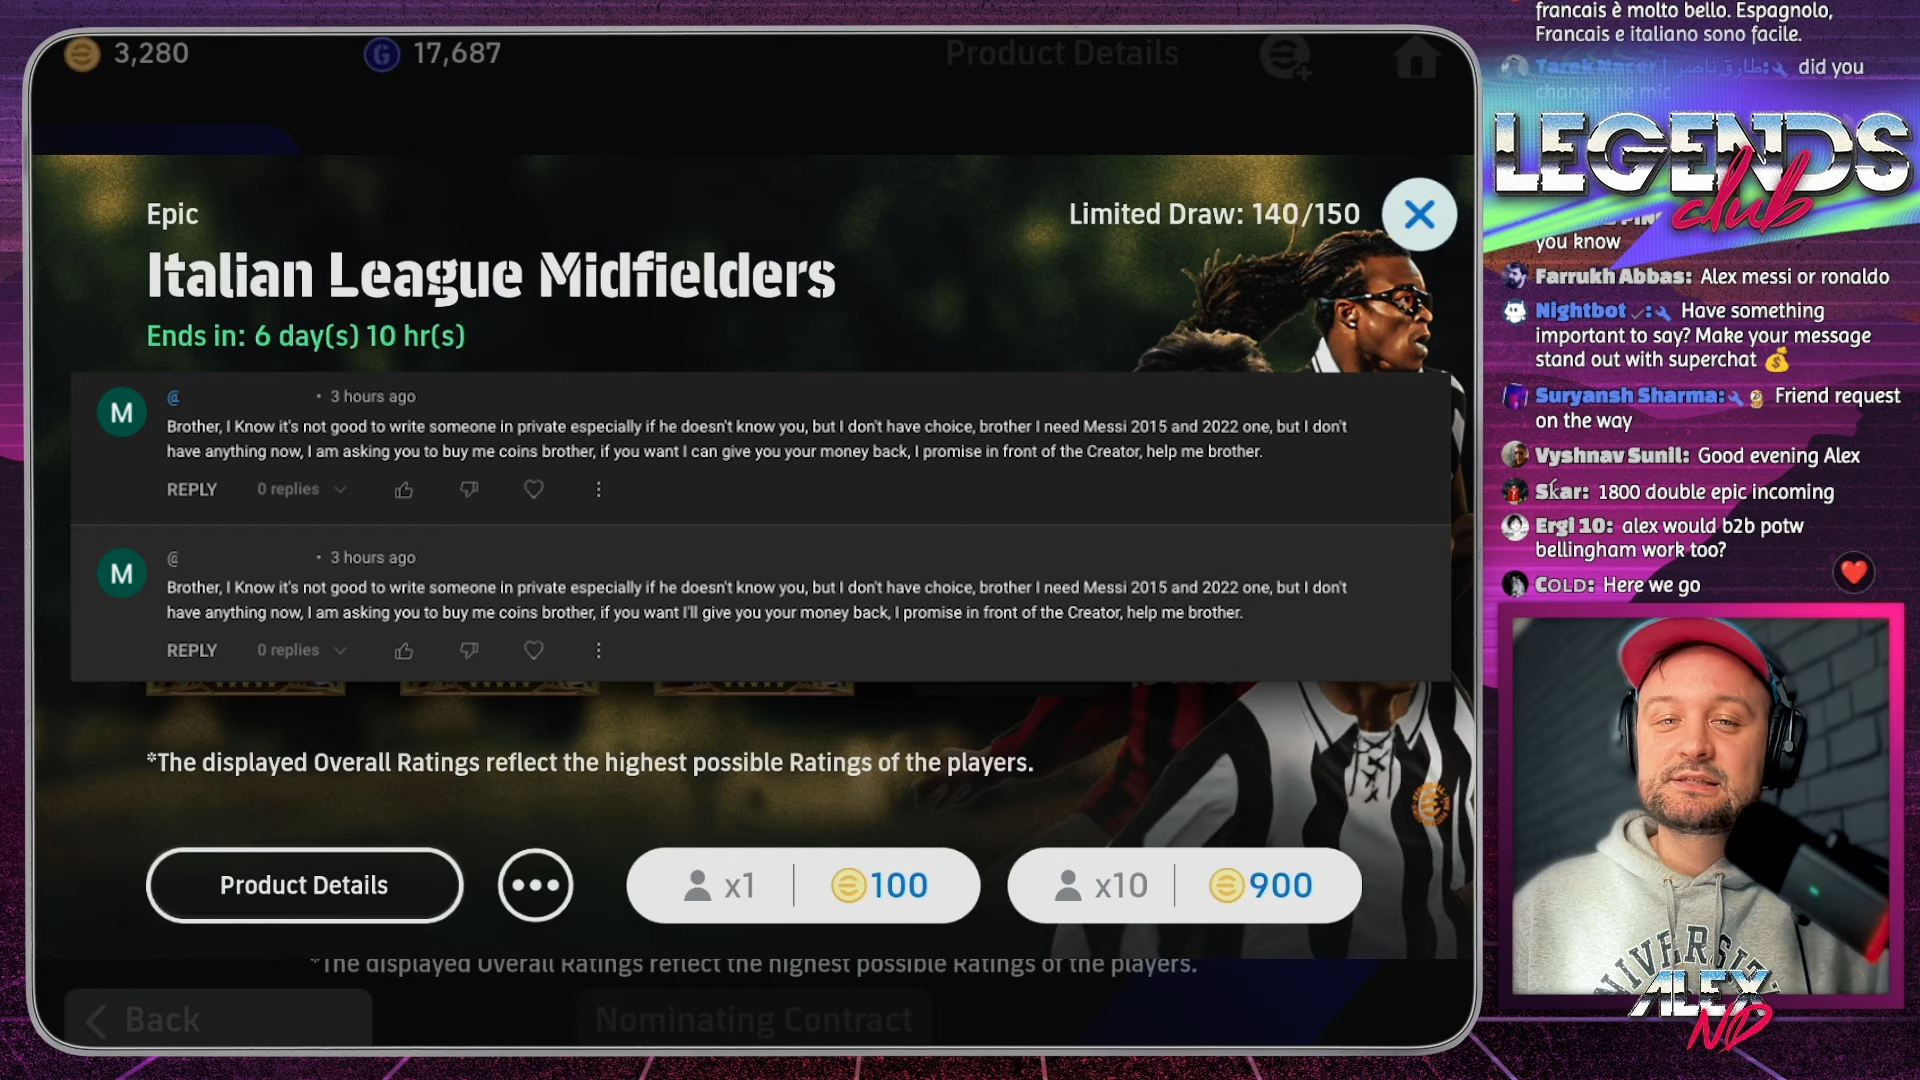 3,280
17,687
Product Details
Epic
Limited Draw: 140/150
Italian League Midfielders
Ends in: 6 day(s) 10 hr(s)
M
@
• 3 hours ago
Brother, I Know it's not good to write someone in private especially if he doesn't know you, but I don't have choice, brother I need Messi 2015 and 2022 one, but I don't
have anything now, I am asking you to buy me coins brother, if you want I can give you your money back, I promise in front of the Creator, help me brother.
REPLY
0 replies
M
@
• 3 hours ago
Brother, I Know it's not good to write someone in private especially if he doesn't know you, but I don't have choice, brother I need Messi 2015 and 2022 one, but I don't
have anything now, I am asking you to buy me coins brother, if you want I'll give you your money back, I promise in front of the Creator, help me brother.
REPLY
0 replies
*The displayed Overall Ratings reflect the highest possible Ratings of the players.
Product Details
x1
100
x10
900
*The displayed Overall Ratings reflect the highest possible Ratings of the players.
Back
Nominating Contract
francais è molto bello. Espagnolo,
Francais e italiano sono facile.
Tarek Nacer | طارق ناصر: did you
change the mic
LEGENDS
club
you know
Farrukh Abbas: Alex messi or ronaldo
Nightbot: Have something
important to say? Make your message
stand out with superchat 💰
Suryansh Sharma: Friend request
on the way
Vyshnav Sunil: Good evening Alex
Skar: 1800 double epic incoming
Ergi 10: alex would b2b potw
bellingham work too?
COLD: Here we go
ALEX
ND